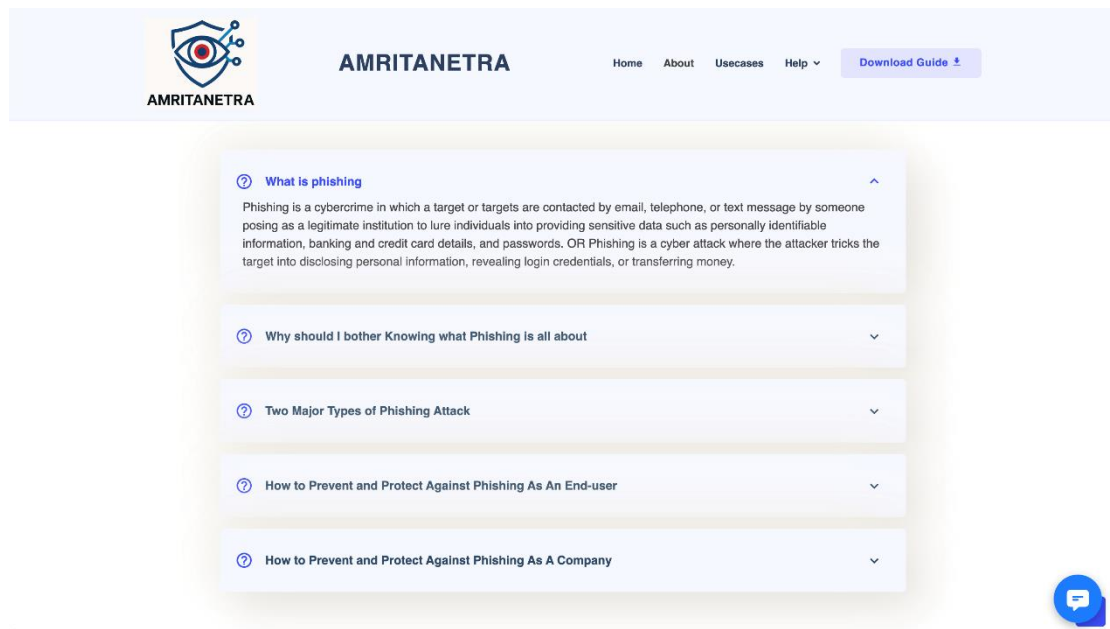 AMRITANETRA
AMRITANETRA
Home
About
Usecases
Help
Download Guide
What is phishing
Phishing is a cybercrime in which a target or targets are contacted by email, telephone, or text message by someone
posing as a legitimate institution to lure individuals into providing sensitive data such as personally identifiable
information, banking and credit card details, and passwords. OR Phishing is a cyber attack where the attacker tricks the
target into disclosing personal information, revealing login credentials, or transferring money.
Why should I bother Knowing what Phishing is all about
Two Major Types of Phishing Attack
How to Prevent and Protect Against Phishing As An End-user
How to Prevent and Protect Against Phishing As A Company